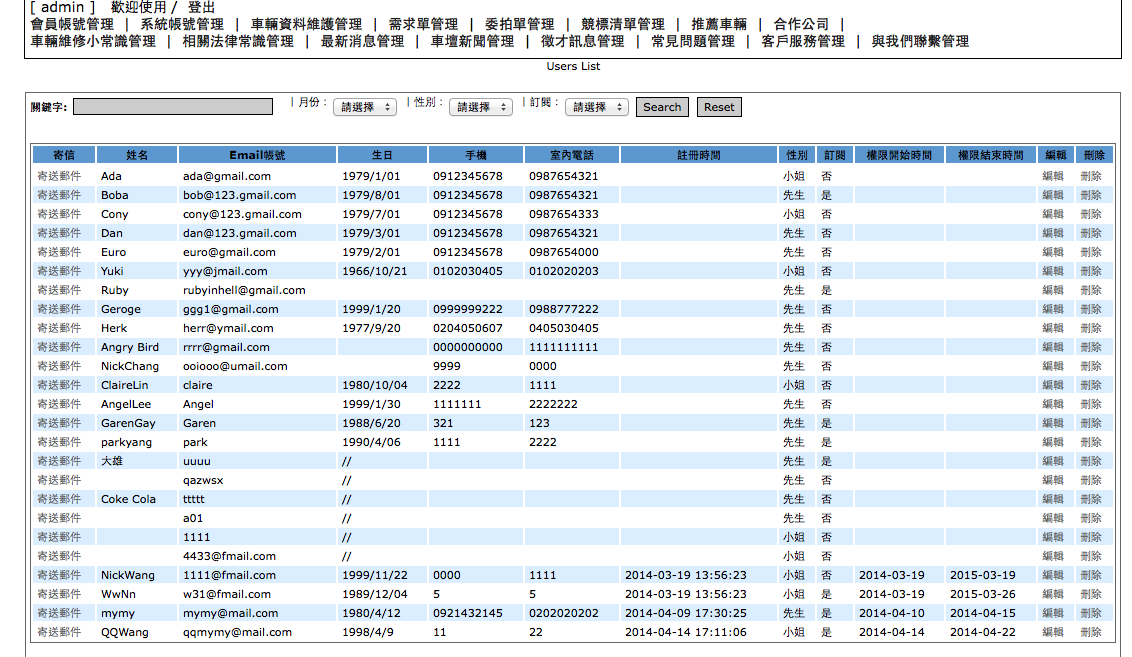 [ admin ] 歡迎使用 / 登出
會員帳號管理 | 系統帳號管理 | 車輛資料維護管理 | 需求單管理 | 委拍單管理 | 競標清單管理 | 推薦車輛 | 合作公司 |
車輛維修小常識管理 | 相關法律常識管理 | 最新消息管理 | 車壇新聞管理 | 徵才訊息管理 | 常見問題管理 | 客戶服務管理 | 與我們聯繫管理
Users List
關鍵字: | 月份： 請選擇 | 性別： 請選擇 | 訂閱： 請選擇 Search Reset
寄信 姓名 Email帳號 生日 手機 室內電話 註冊時間 性別 訂閱 權限開始時間 權限結束時間 編輯 刪除
寄送郵件 Ada ada@gmail.com 1979/1/01 0912345678 0987654321 小姐 否 編輯 刪除
寄送郵件 Boba bob@123.gmail.com 1979/8/01 0912345678 0987654321 先生 是 編輯 刪除
寄送郵件 Cony cony@123.gmail.com 1979/7/01 0912345678 0987654333 小姐 否 編輯 刪除
寄送郵件 Dan dan@123.gmail.com 1979/3/01 0912345678 0987654321 先生 否 編輯 刪除
寄送郵件 Euro euro@gmail.com 1979/2/01 0912345678 0987654000 先生 否 編輯 刪除
寄送郵件 Yuki yyy@jmail.com 1966/10/21 0102030405 0102020203 小姐 否 編輯 刪除
寄送郵件 Ruby rubyinhell@gmail.com 先生 是 編輯 刪除
寄送郵件 Geroge ggg1@gmail.com 1999/1/20 0999999222 0988777222 先生 否 編輯 刪除
寄送郵件 Herk herr@ymail.com 1977/9/20 0204050607 0405030405 先生 否 編輯 刪除
寄送郵件 Angry Bird rrrr@gmail.com 0000000000 1111111111 先生 否 編輯 刪除
寄送郵件 NickChang ooiooo@umail.com 9999 0000 先生 否 編輯 刪除
寄送郵件 ClaireLin claire 1980/10/04 2222 1111 小姐 否 編輯 刪除
寄送郵件 AngelLee Angel 1999/1/30 1111111 2222222 先生 否 編輯 刪除
寄送郵件 GarenGay Garen 1988/6/20 321 123 先生 是 編輯 刪除
寄送郵件 parkyang park 1990/4/06 1111 2222 先生 是 編輯 刪除
寄送郵件 大雄 uuuu // 先生 是 編輯 刪除
寄送郵件 qazwsx // 先生 否 編輯 刪除
寄送郵件 Coke Cola ttttt // 先生 否 編輯 刪除
寄送郵件 a01 // 先生 否 編輯 刪除
寄送郵件 1111 // 小姐 否 編輯 刪除
寄送郵件 4433@fmail.com // 小姐 否 編輯 刪除
寄送郵件 NickWang 1111@fmail.com 1999/11/22 0000 1111 2014-03-19 13:56:23 小姐 否 2014-03-19 2015-03-19 編輯 刪除
寄送郵件 WwNn w31@fmail.com 1989/12/04 5 5 2014-03-19 13:56:23 小姐 是 2014-03-19 2015-03-26 編輯 刪除
寄送郵件 mymy mymy@mail.com 1980/4/12 0921432145 0202020202 2014-04-09 17:30:25 先生 是 2014-04-10 2014-04-15 編輯 刪除
寄送郵件 QQWang qqmymy@mail.com 1998/4/9 11 22 2014-04-14 17:11:06 小姐 是 2014-04-14 2014-04-22 編輯 刪除